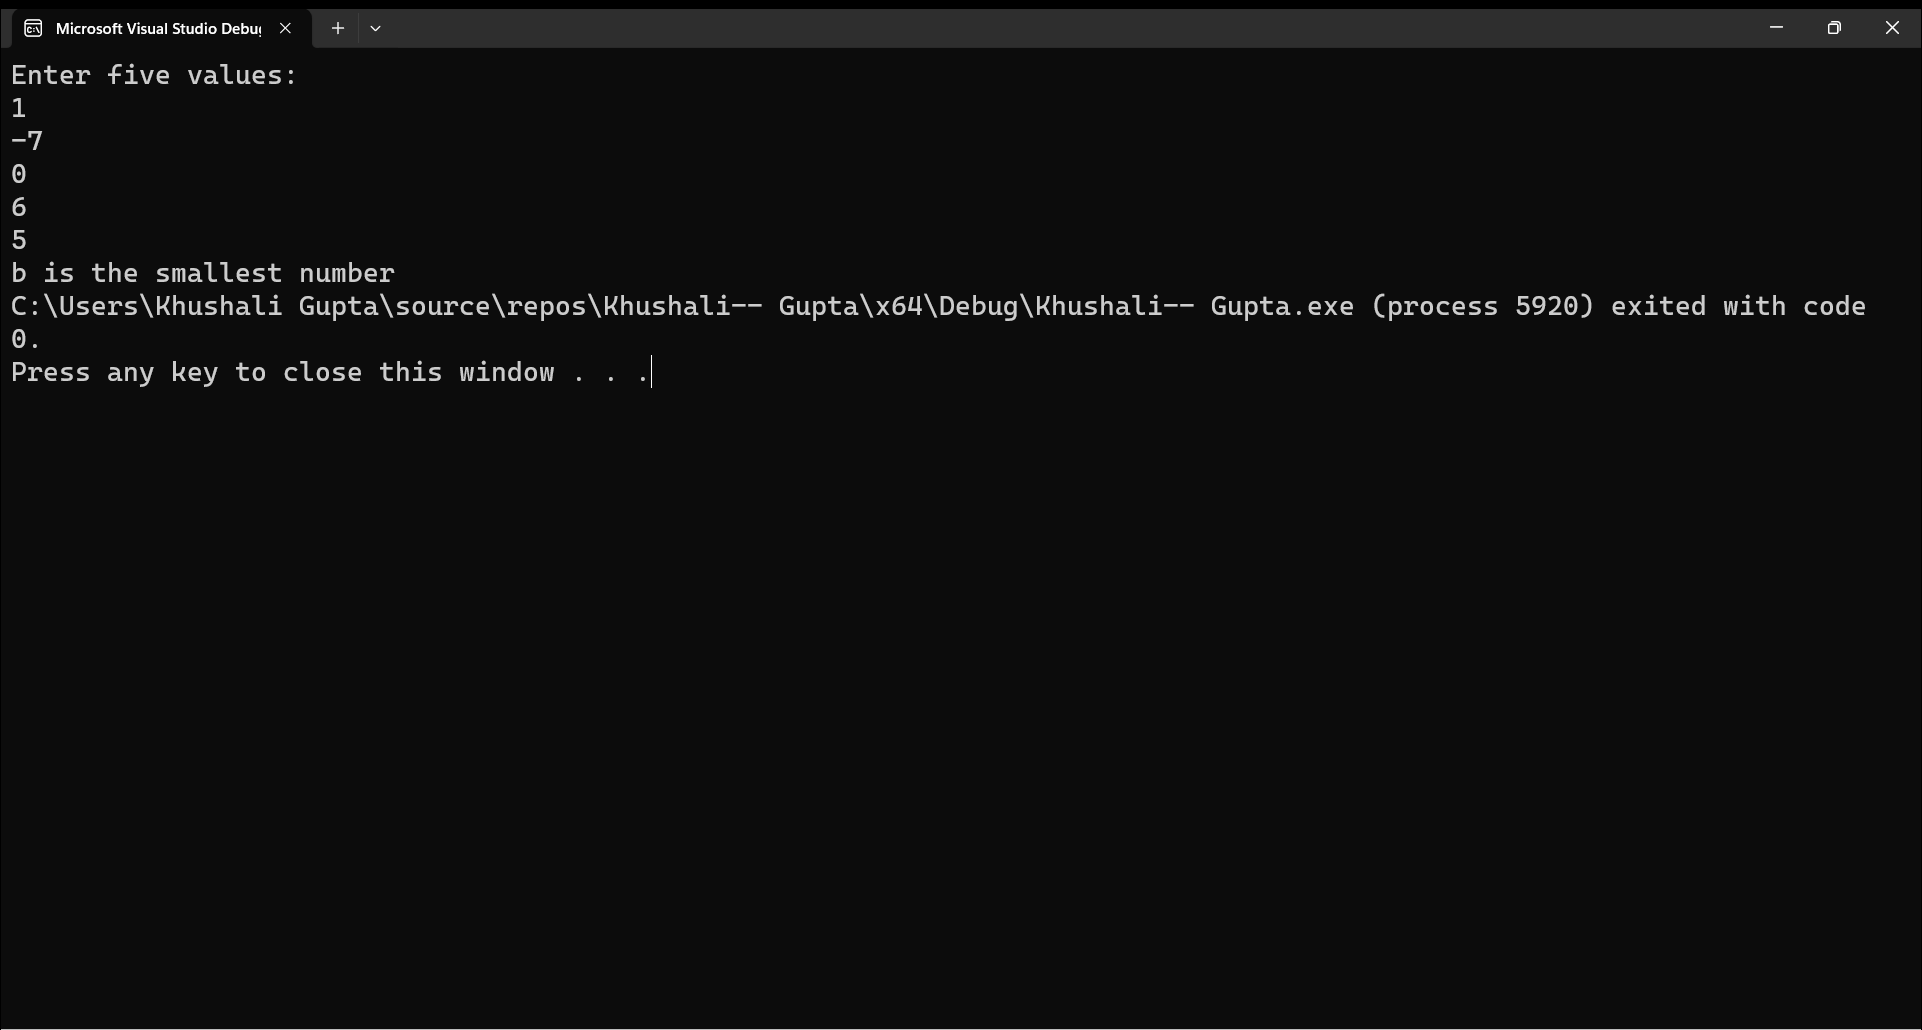 Microsoft Visual Studio Debug
Enter five values:
1
-7
0
6
5
b is the smallest number
C:\Users\Khushali Gupta\source\repos\Khushali-- Gupta\x64\Debug\Khushali-- Gupta.exe (process 5920) exited with code
0.
Press any key to close this window . . .